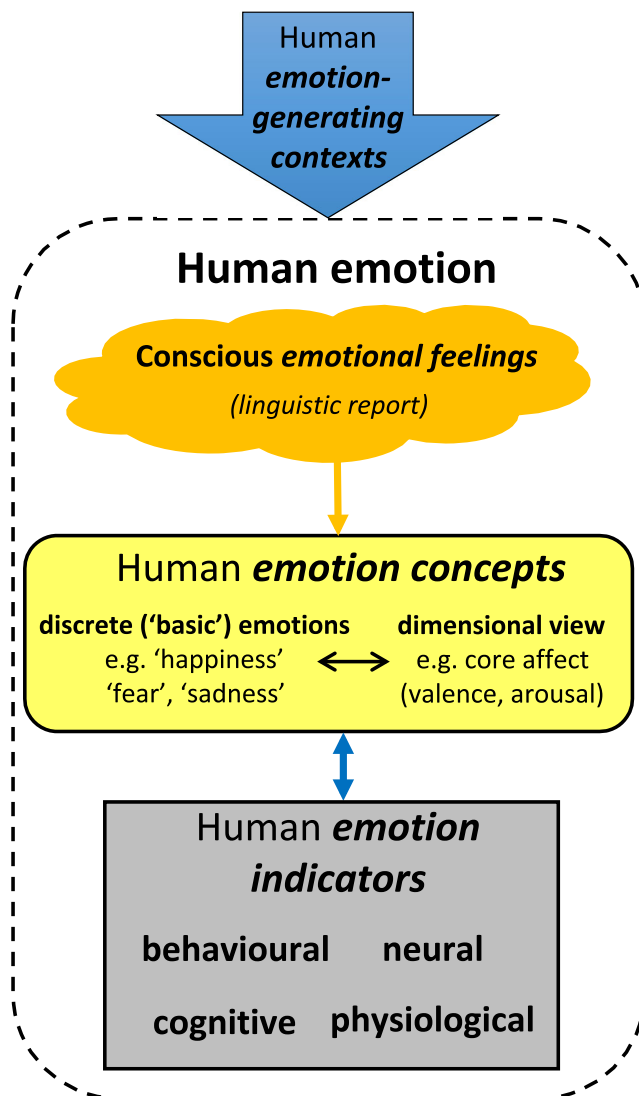 Human
emotion-
generating
contexts
Human emotion
Conscious emotional feelings
(linguistic report)
Human emotion concepts
discrete (‘basic’) emotions
e.g. ‘happiness’
‘fear’, ‘sadness’
dimensional view
e.g. core affect
(valence, arousal)
Human emotion
indicators
behavioural neural
cognitive physiological